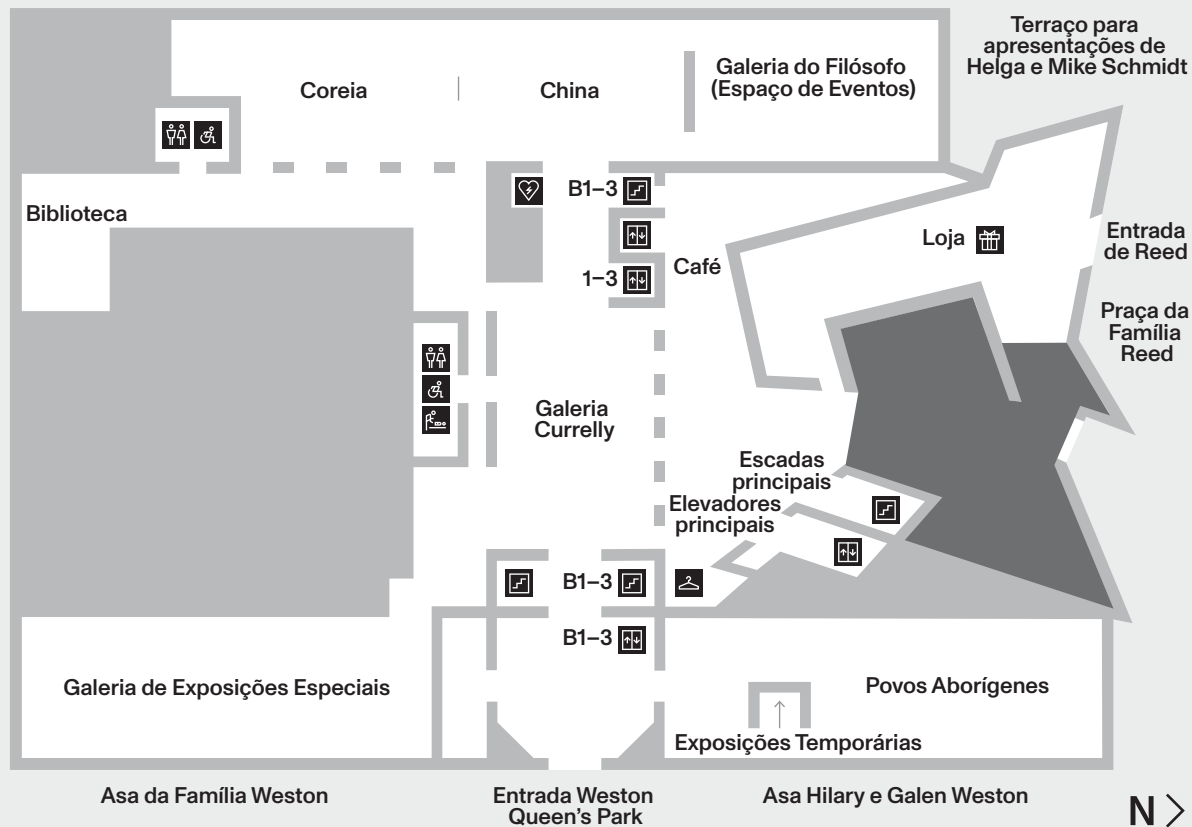 Terraço para
apresentações de
Helga e Mike Schmidt
Coreia
China
Galeria do Filósofo
(Espaço de Eventos)
B1–3
Biblioteca
Loja
Entrada
de Reed
1–3
Café
Praça da
Família
Reed
Galeria
Currelly
Escadas
principais
Elevadores
principais
B1–3
B1–3
Galeria de Exposições Especiais
Povos Aborígenes
Exposições Temporárias
Asa da Família Weston
Entrada Weston
Queen's Park
Asa Hilary e Galen Weston
N